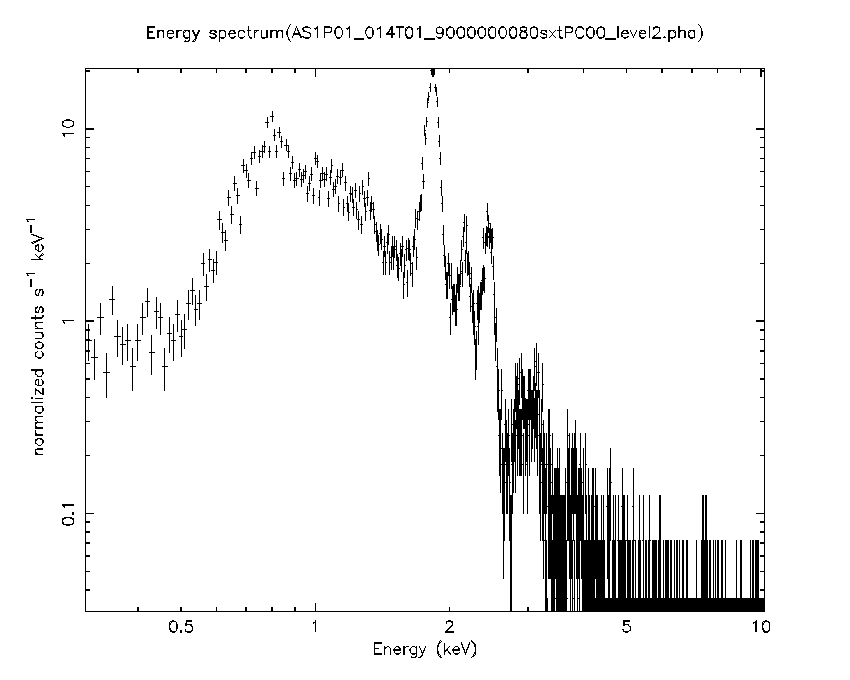 Energy spectrum(AS1P01_014T01_9000000080sxtPC00_level2.pha)
normalized counts s⁻¹ keV⁻¹
10
1
0.1
0.5 1 2 5 10
Energy (keV)